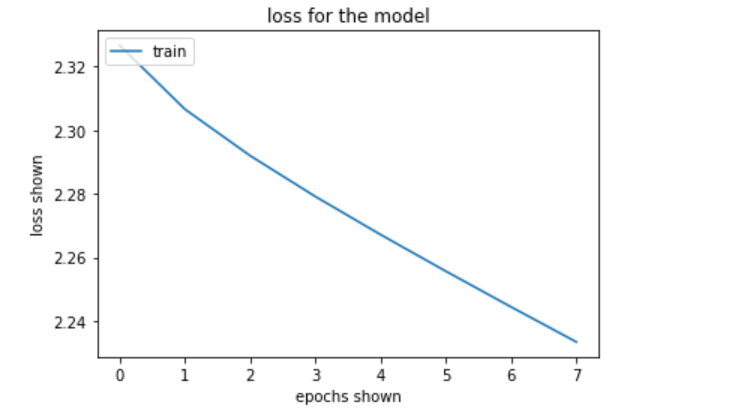 loss for the model
train
2.32
2.30
2.28
2.26
2.24
loss shown
0 1 2 3 4 5 6 7
epochs shown